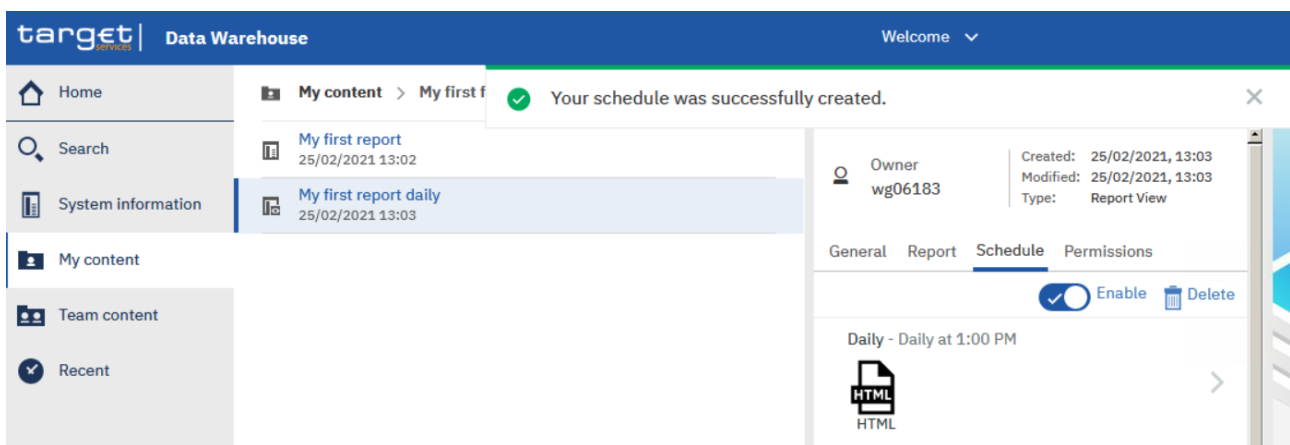 target services | Data Warehouse
Welcome
Home
Search
System information
My content
Team content
Recent
My content > My first f
Your schedule was successfully created.
My first report
25/02/2021 13:02
My first report daily
25/02/2021 13:03
Owner
wg06183
Created: 25/02/2021, 13:03
Modified: 25/02/2021, 13:03
Type: Report View
General Report Schedule Permissions
Enable Delete
Daily - Daily at 1:00 PM
HTML
HTML